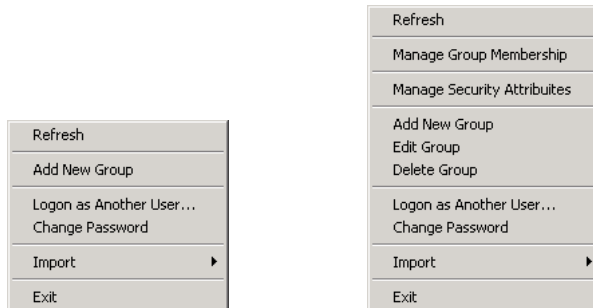 Refresh
Add New Group
Logon as Another User...
Change Password
Import
Exit
Refresh
Manage Group Membership
Manage Security Attribuites
Add New Group
Edit Group
Delete Group
Logon as Another User...
Change Password
Import
Exit